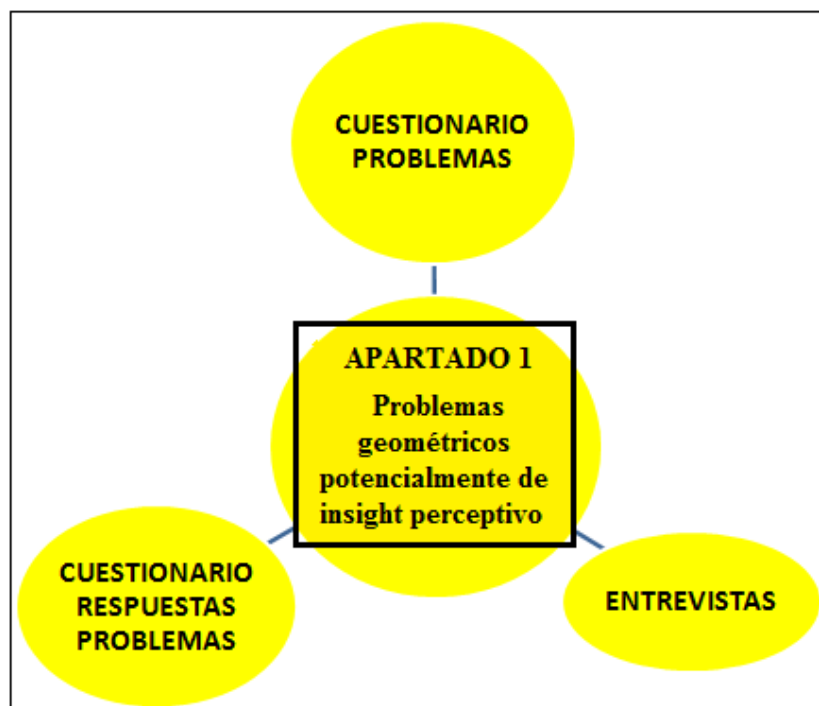 CUESTIONARIO
PROBLEMAS
APARTADO 1
Problemas
geométricos
potencialmente de
insight perceptivo
CUESTIONARIO
RESPUESTAS
PROBLEMAS
ENTREVISTAS